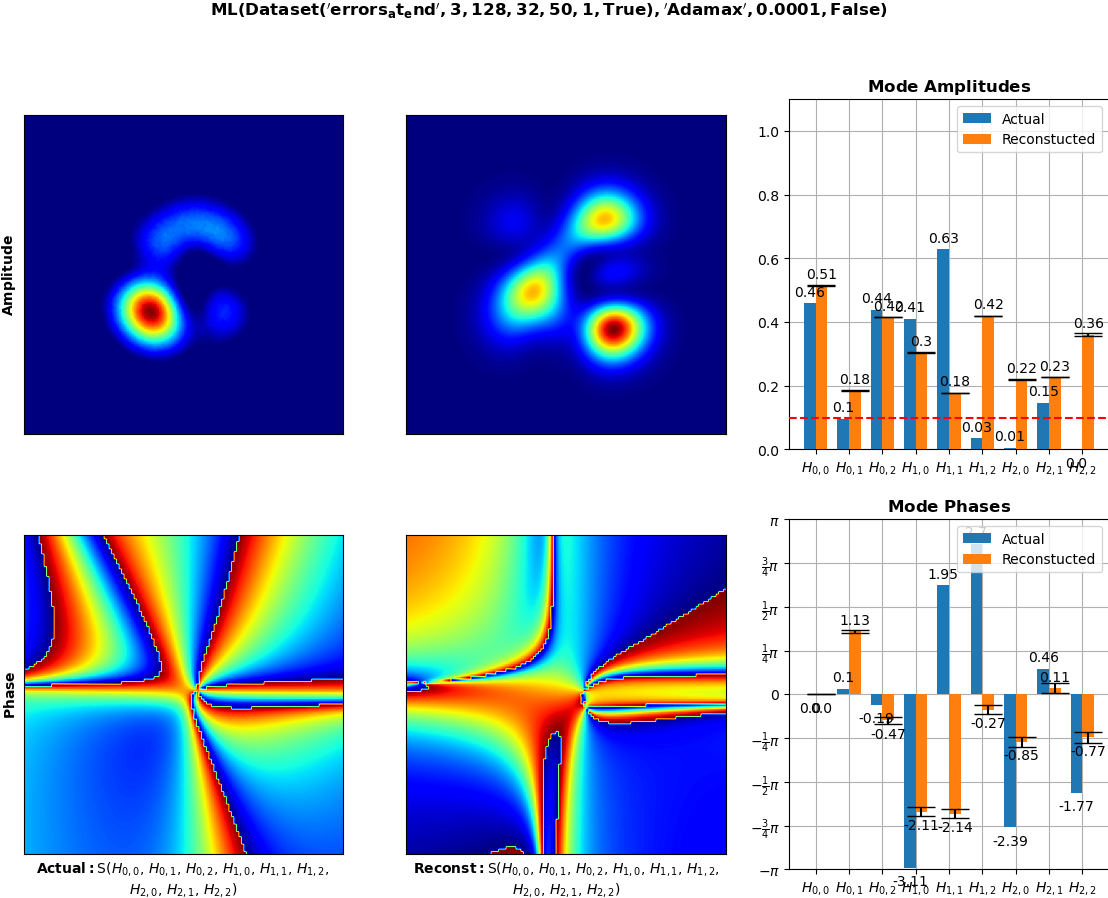 ML(Dataset('errorsₐtₑnd', 3, 128, 32, 50, 1, True), 'Adamax', 0.0001, False)
Amplitude
Mode Amplitudes
Actual
Reconstucted
1.0
0.8
0.6
0.4
0.2
0.0
0.46
0.51
0.1
0.18
0.44
0.42
0.41
0.3
0.63
0.18
0.03
0.42
0.01
0.22
0.15
0.23
0.0
0.36
H₀,₀ H₀,₁ H₀,₂ H₁,₀ H₁,₁ H₁,₂ H₂,₀ H₂,₁ H₂,₂
Phase
Actual: S(H₀,₀, H₀,₁, H₀,₂, H₁,₀, H₁,₁, H₁,₂,
H₂,₀, H₂,₁, H₂,₂)
Reconst: S(H₀,₀, H₀,₁, H₀,₂, H₁,₀, H₁,₁, H₁,₂,
H₂,₀, H₂,₁, H₂,₂)
Mode Phases
Actual
Reconstucted
π
3/4π
1/2π
1/4π
0
−1/4π
−1/2π
−3/4π
−π
0.0
0.0
0.1
1.13
-0.19
-0.47
-3.11
-2.11
1.95
-2.14
2.7
-0.27
-2.39
-0.85
0.46
0.11
-1.77
-0.77
H₀,₀ H₀,₁ H₀,₂ H₁,₀ H₁,₁ H₁,₂ H₂,₀ H₂,₁ H₂,₂